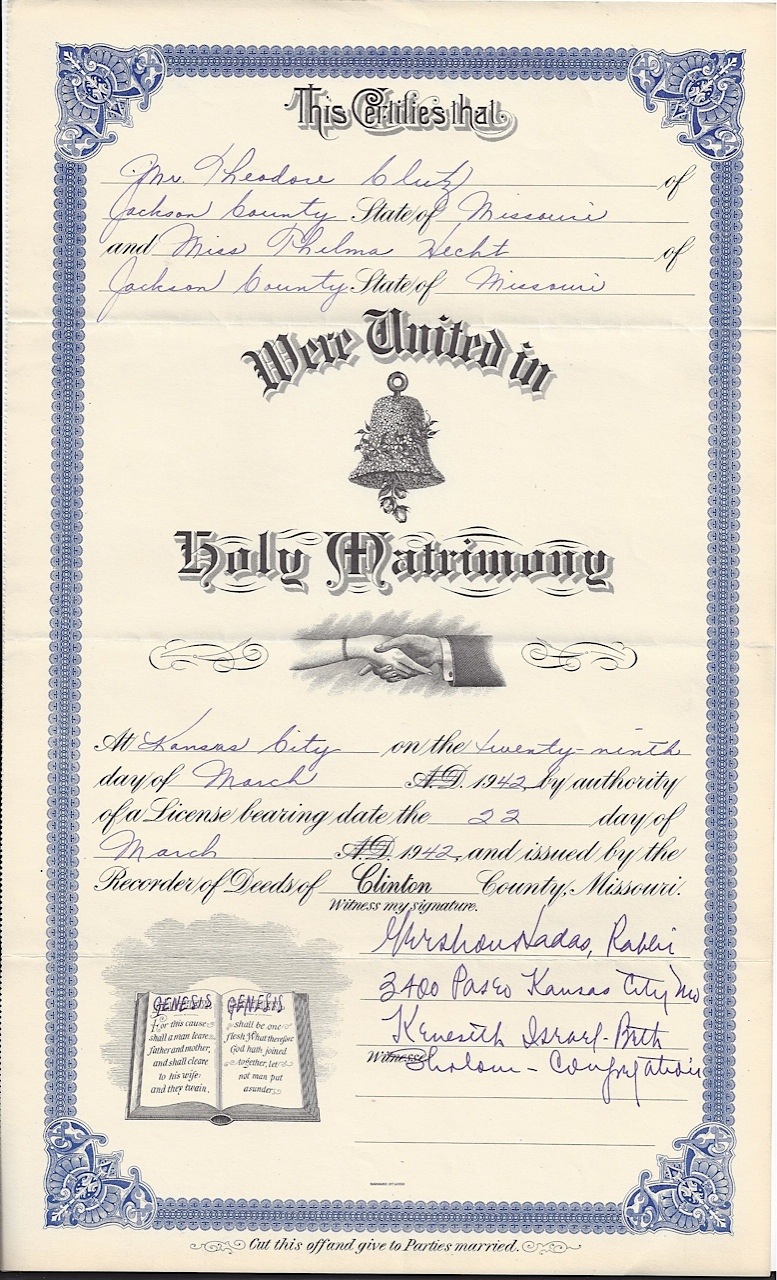 This Certifies that
Mr. Theodore Clutz of
Jackson County State of Missouri
and Miss Thelma Hecht of
Jackson County State of Missouri
Were United in
Holy Matrimony
At Kansas City on the twenty-ninth
day of March A.D. 1942 by authority
of a License bearing date the 22 day of
March A.D. 1942, and issued by the
Recorder of Deeds of Clinton County, Missouri.
Witness my signature.
Gershon Hadas, Rabbi
3400 Paseo Kansas City Mo
Keneseth Israel-Beth
Witnesses
Sholom - Congregation
GENESIS GENESIS
For this cause
shall a man leave
father and mother,
and shall cleave
to his wife:
and they twain
shall be one
flesh. What therefore
God hath joined
together, let
not man put
asunder.
Cut this off and give to Parties married.